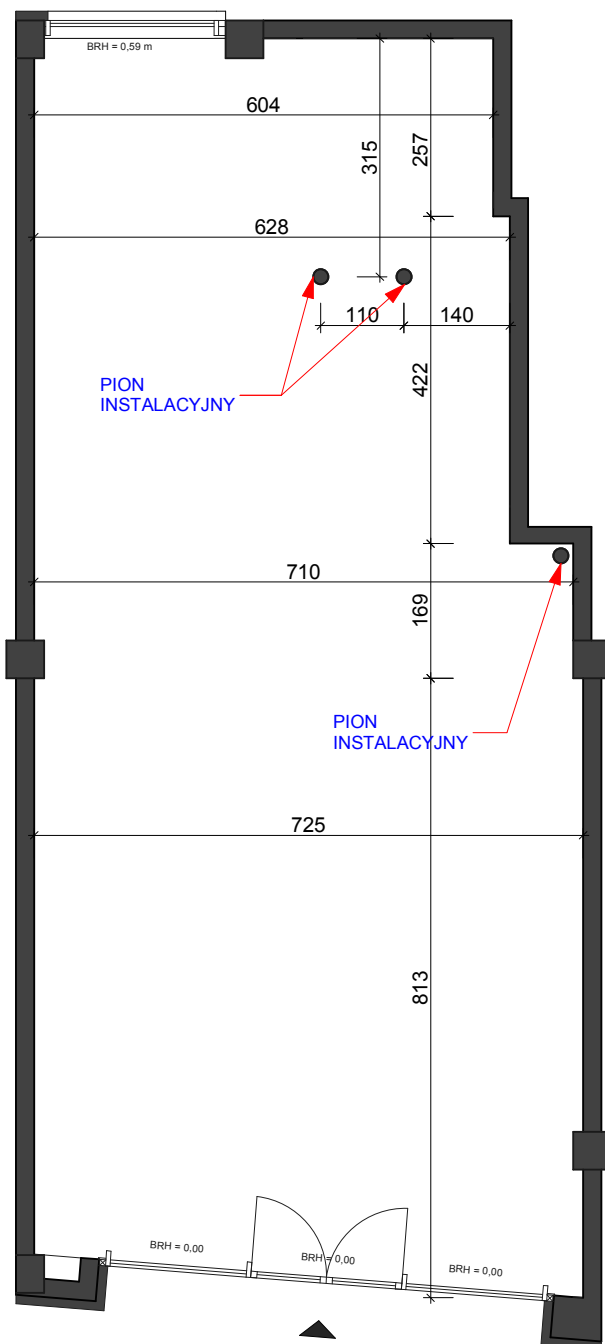 BRH = 0,59 m
604
315
257
628
110
140
PION
INSTALACYJNY
422
710
169
PION
INSTALACYJNY
725
813
BRH = 0,00
BRH = 0,00
BRH = 0,00